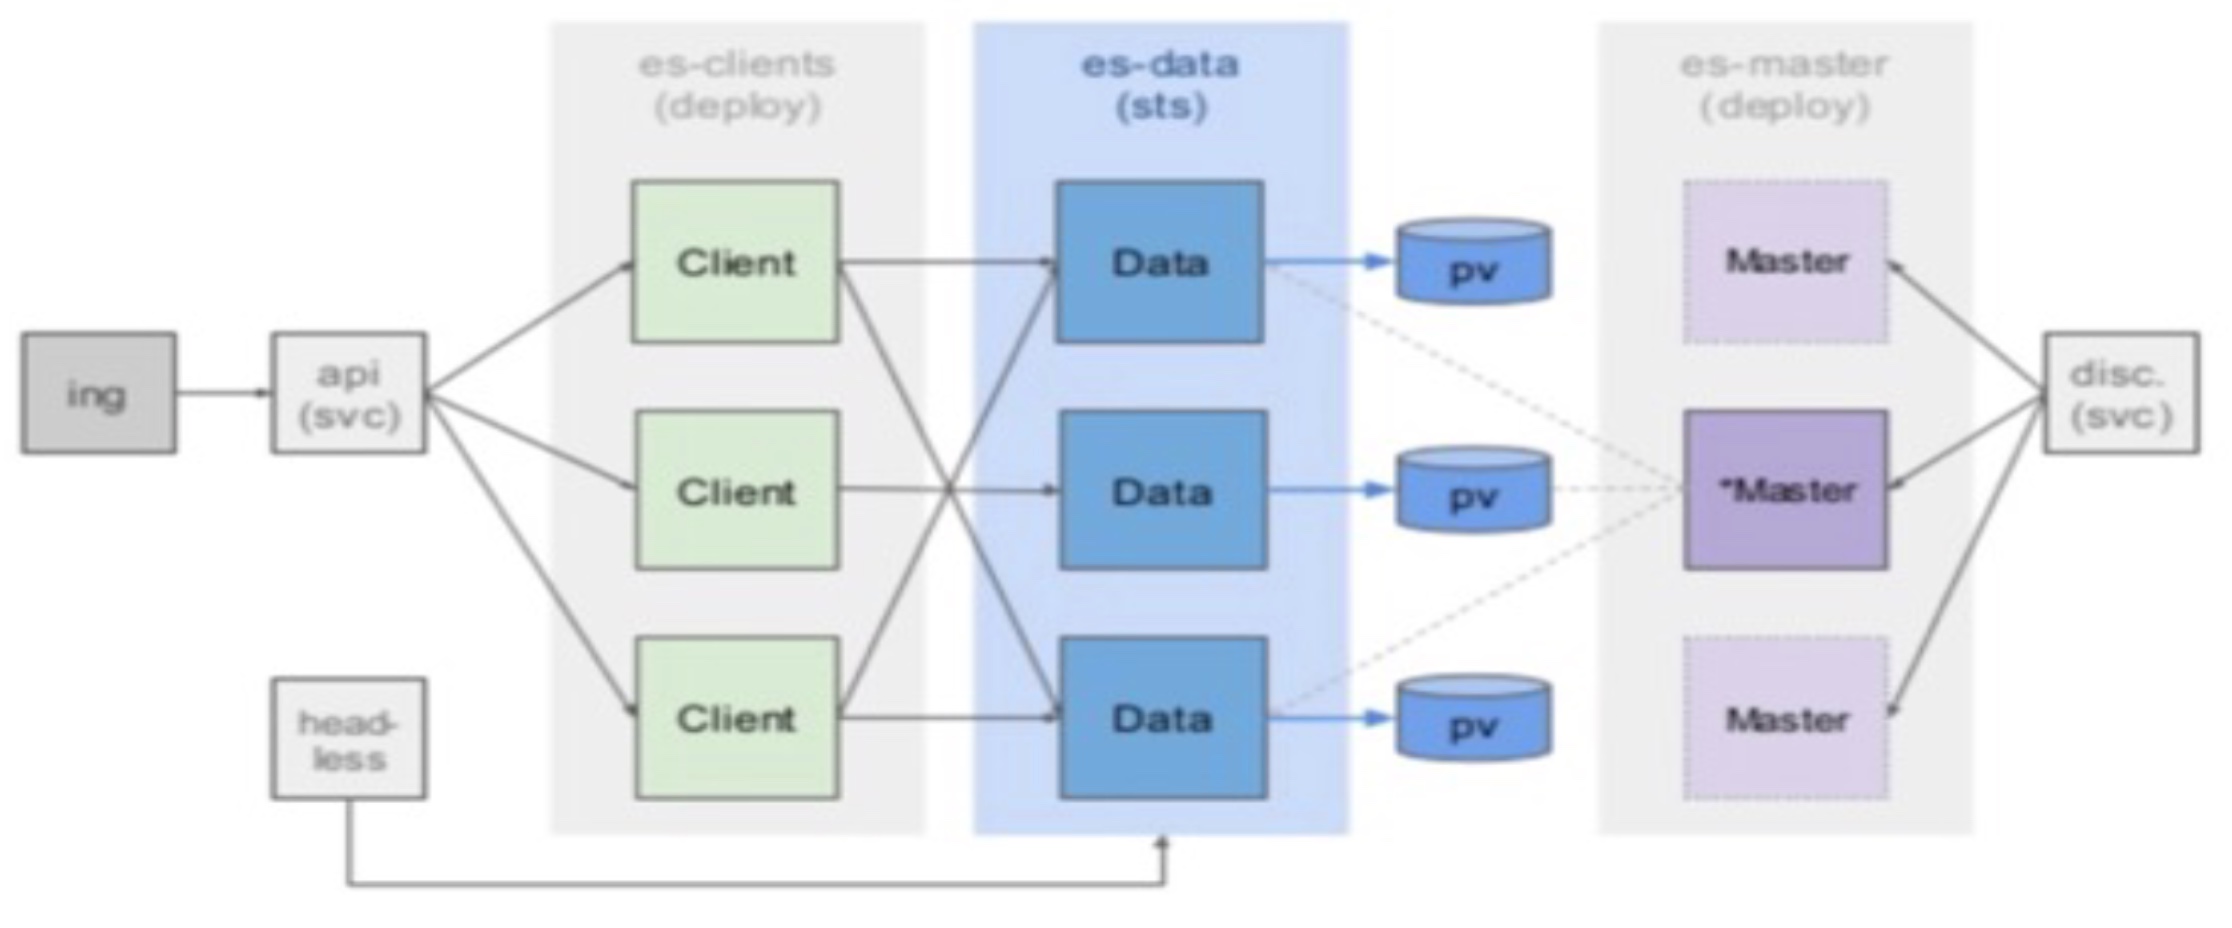 es-clients
(deploy)
es-data
(sts)
es-master
(deploy)
Client
Data
pv
Master
ing
api
(svc)
disc.
(svc)
Client
Data
pv
*Master
head-
less
Client
Data
pv
Master